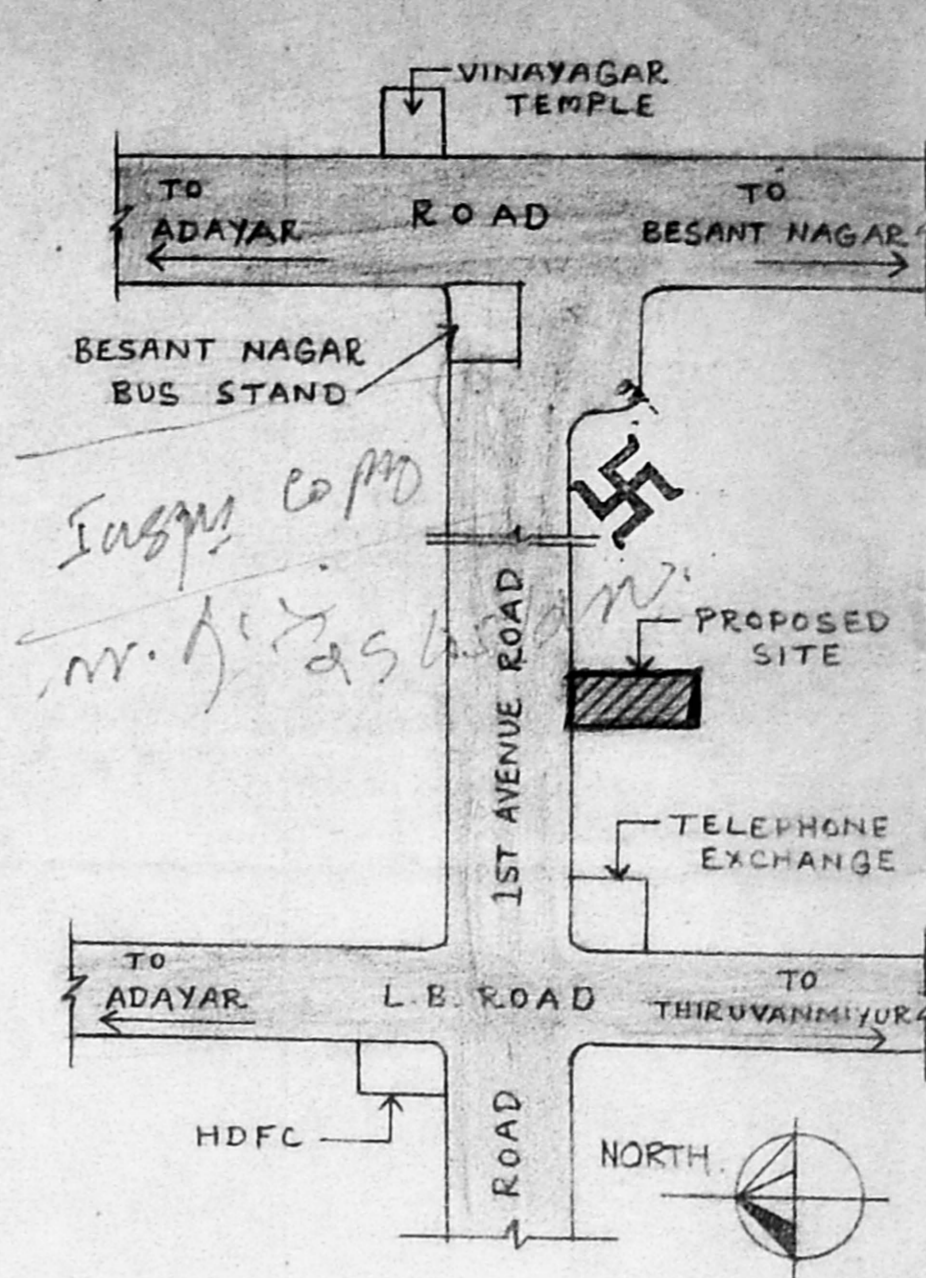 VINAYAGAR
TEMPLE
TO
ADAYAR
ROAD
TO
BESANT NAGAR
BESANT NAGAR
BUS STAND
1ST AVENUE ROAD
PROPOSED
SITE
TELEPHONE
EXCHANGE
TO
ADAYAR
L.B. ROAD
TO
THIRUVANMIYUR
HDFC
ROAD
NORTH